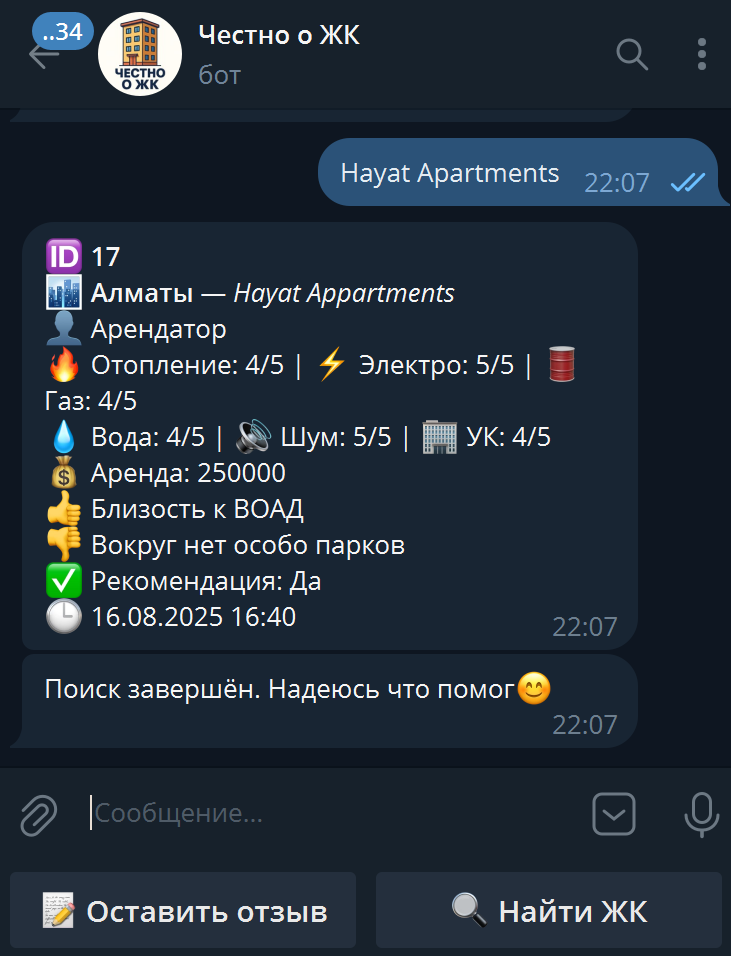 ..34
Честно о ЖК
бот
ЧЕСТНО
О ЖК
Hayat Apartments 22:07
ID 17
Алматы — Hayat Appartments
Арендатор
Отопление: 4/5 | Электро: 5/5 |
Газ: 4/5
Вода: 4/5 | Шум: 5/5 | УК: 4/5
Аренда: 250000
Близость к ВОАД
Вокруг нет особо парков
Рекомендация: Да
16.08.2025 16:40
22:07
Поиск завершён. Надеюсь что помог
22:07
Сообщение...
Оставить отзыв
Найти ЖК